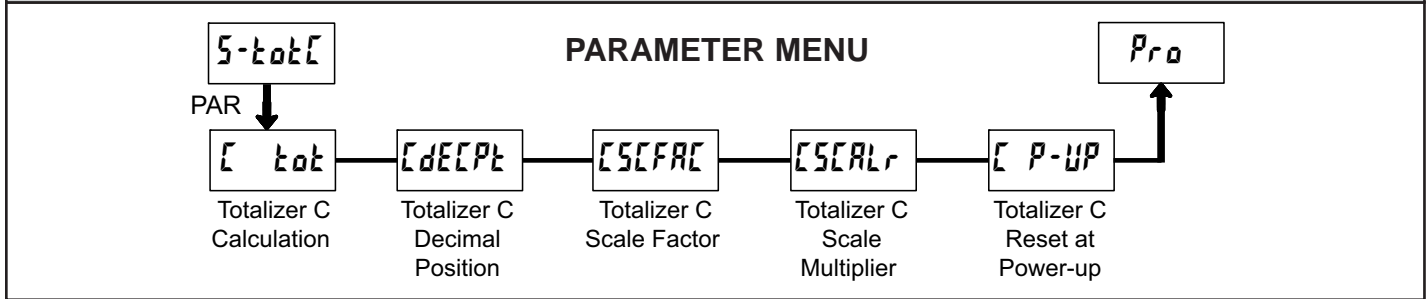 5-totC
PARAMETER MENU
Pro
PAR
C tot
CdECPt
CSCFAC
CSCALr
C P-UP
Totalizer C
Calculation
Totalizer C
Decimal
Position
Totalizer C
Scale Factor
Totalizer C
Scale
Multiplier
Totalizer C
Reset at
Power-up